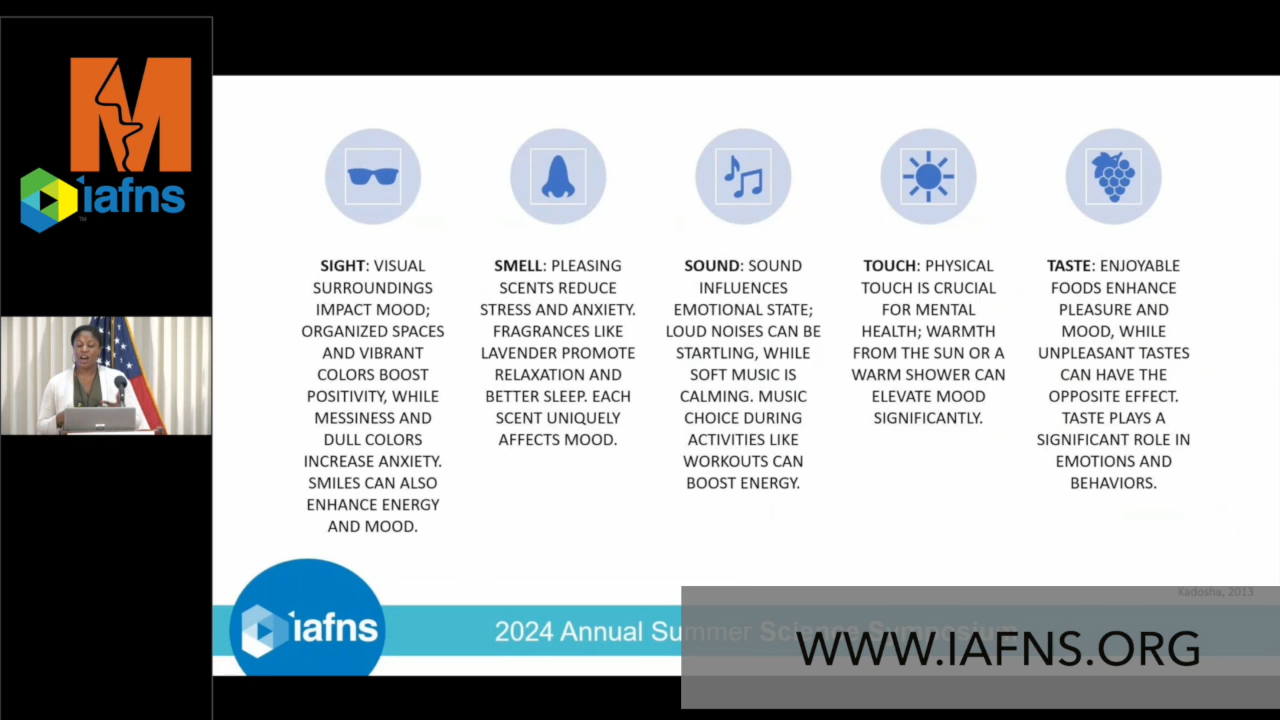 M
iafns
TM
SIGHT: VISUAL
SURROUNDINGS
IMPACT MOOD;
ORGANIZED SPACES
AND VIBRANT
COLORS BOOST
POSITIVITY, WHILE
MESSINESS AND
DULL COLORS
INCREASE ANXIETY.
SMILES CAN ALSO
ENHANCE ENERGY
AND MOOD.
SMELL: PLEASING
SCENTS REDUCE
STRESS AND ANXIETY.
FRAGRANCES LIKE
LAVENDER PROMOTE
RELAXATION AND
BETTER SLEEP. EACH
SCENT UNIQUELY
AFFECTS MOOD.
SOUND: SOUND
INFLUENCES
EMOTIONAL STATE;
LOUD NOISES CAN BE
STARTLING, WHILE
SOFT MUSIC IS
CALMING. MUSIC
CHOICE DURING
ACTIVITIES LIKE
WORKOUTS CAN
BOOST ENERGY.
TOUCH: PHYSICAL
TOUCH IS CRUCIAL
FOR MENTAL
HEALTH; WARMTH
FROM THE SUN OR A
WARM SHOWER CAN
ELEVATE MOOD
SIGNIFICANTLY.
TASTE: ENJOYABLE
FOODS ENHANCE
PLEASURE AND
MOOD, WHILE
UNPLEASANT TASTES
CAN HAVE THE
OPPOSITE EFFECT.
TASTE PLAYS A
SIGNIFICANT ROLE IN
EMOTIONS AND
BEHAVIORS.
Kadosha, 2013
iafns
2024 Annual Summer Science Symposium
WWW.IAFNS.ORG